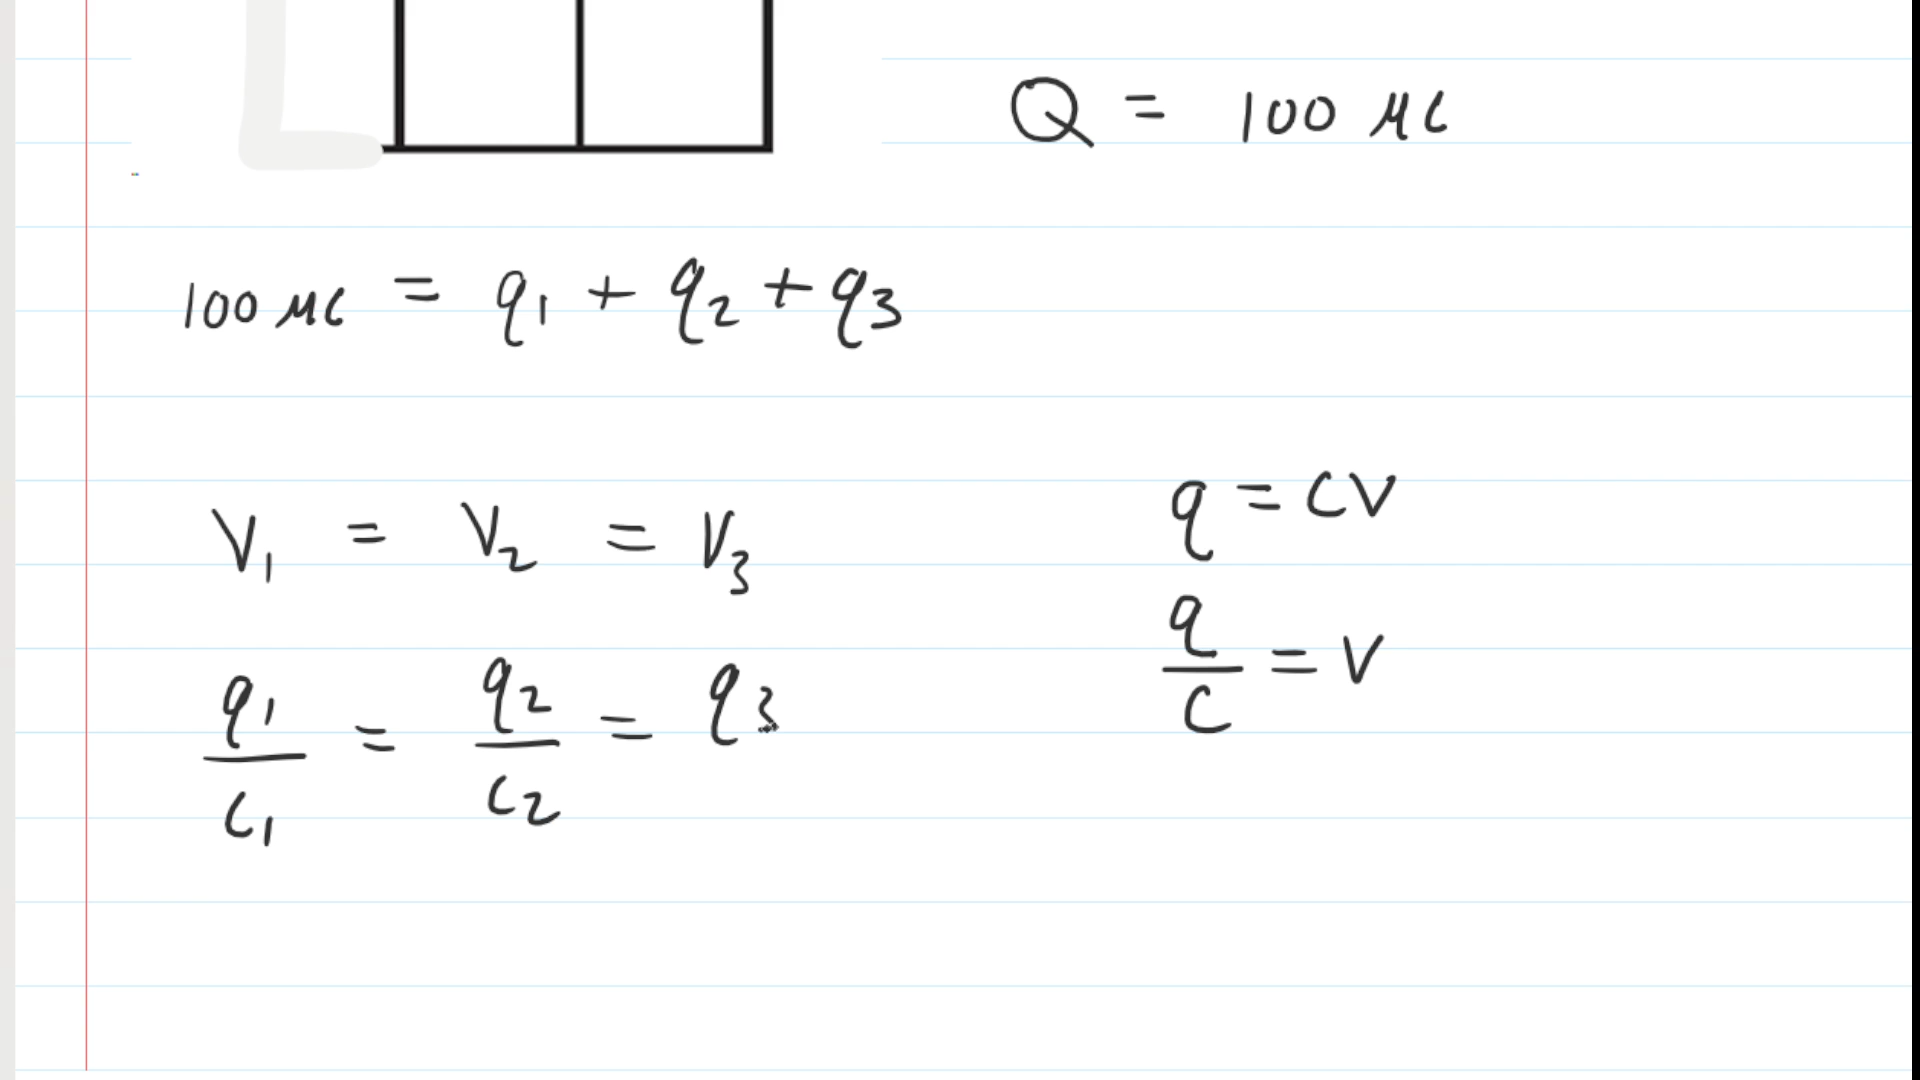 Q = 100 μC
100 μC = q₁ + q₂ + q₃
V₁ = V₂ = V₃
q = CV
q/C = V
q₁/C₁ = q₂/C₂ = q₃